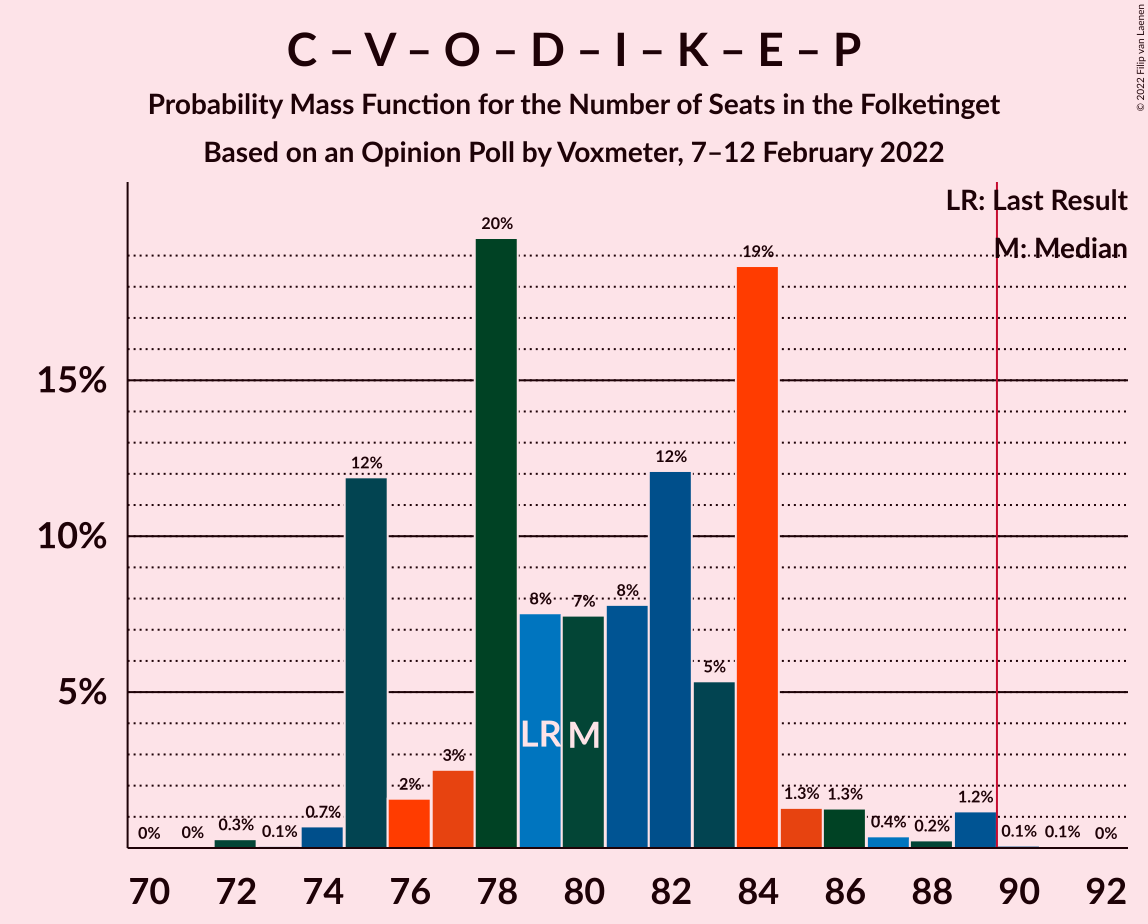 C – V – O – D – I – K – E – P
Probability Mass Function for the Number of Seats in the Folketinget
Based on an Opinion Poll by Voxmeter, 7–12 February 2022
© 2022 Filip van Laenen
LR: Last Result
M: Median
20%
19%
15%
12%
12%
10%
8%
7%
8%
5%
5%
LR
M
3%
2%
0%
0%
0.3%
0.1%
0.7%
1.3%
1.3%
0.4%
0.2%
1.2%
0.1%
0.1%
0%
70 72 74 76 78 80 82 84 86 88 90 92